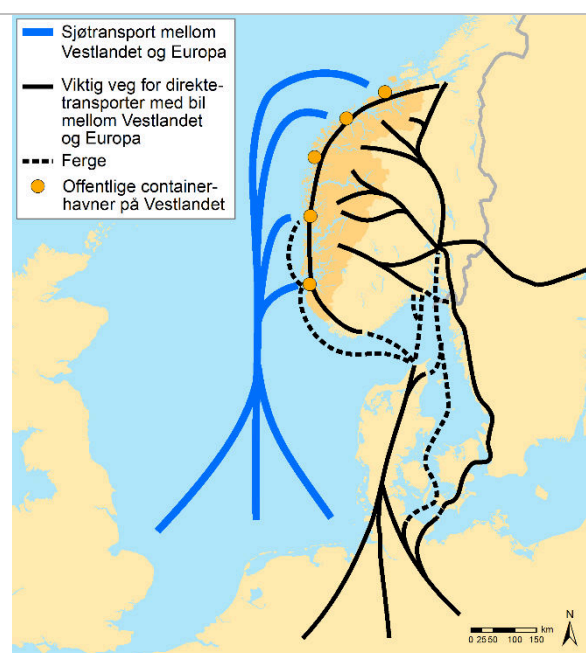 Sjøtransport mellom
Vestlandet og Europa
Viktig veg for direkte-
transporter med bil
mellom Vestlandet
og Europa
Ferge
Offentlige container-
havner på Vestlandet
N
km
0 25 50 100 150